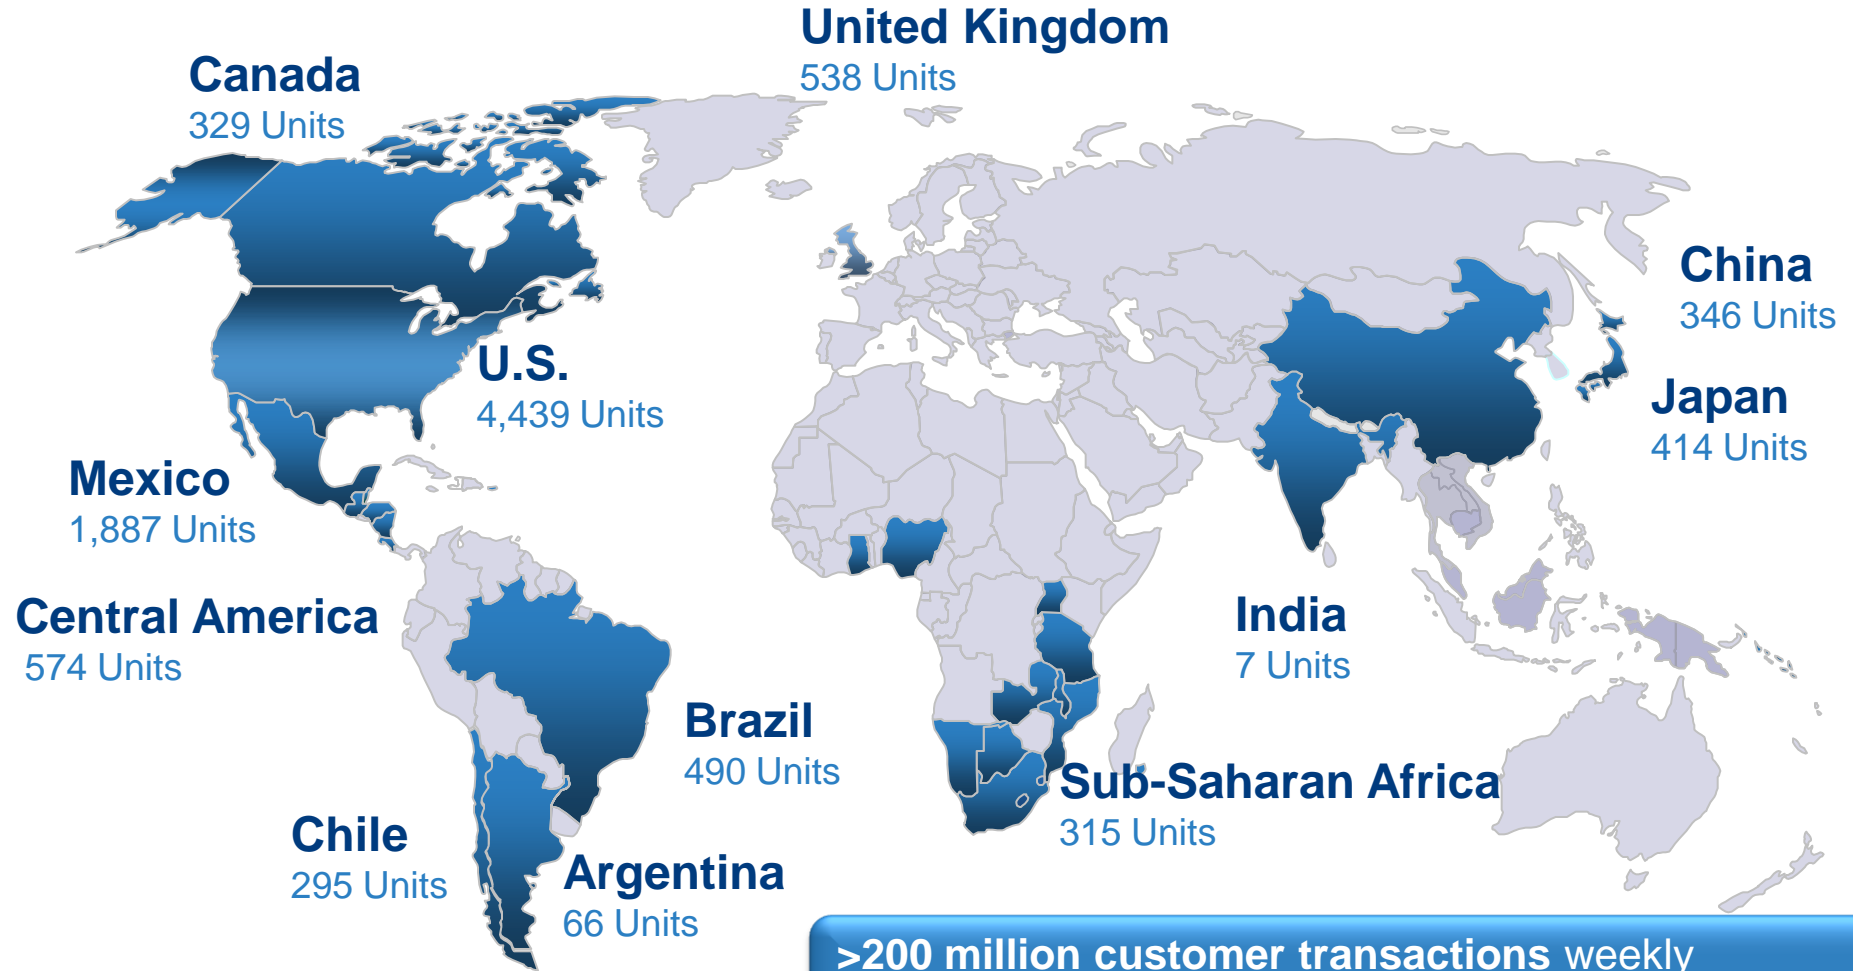 United Kingdom
538 Units
Canada
329 Units
China
346 Units
U.S.
4,439 Units
Japan
414 Units
Mexico
1,887 Units
Central America
574 Units
India
7 Units
Brazil
490 Units
Sub-Saharan Africa
315 Units
Chile
295 Units
Argentina
66 Units
>200 million customer transactions weekly